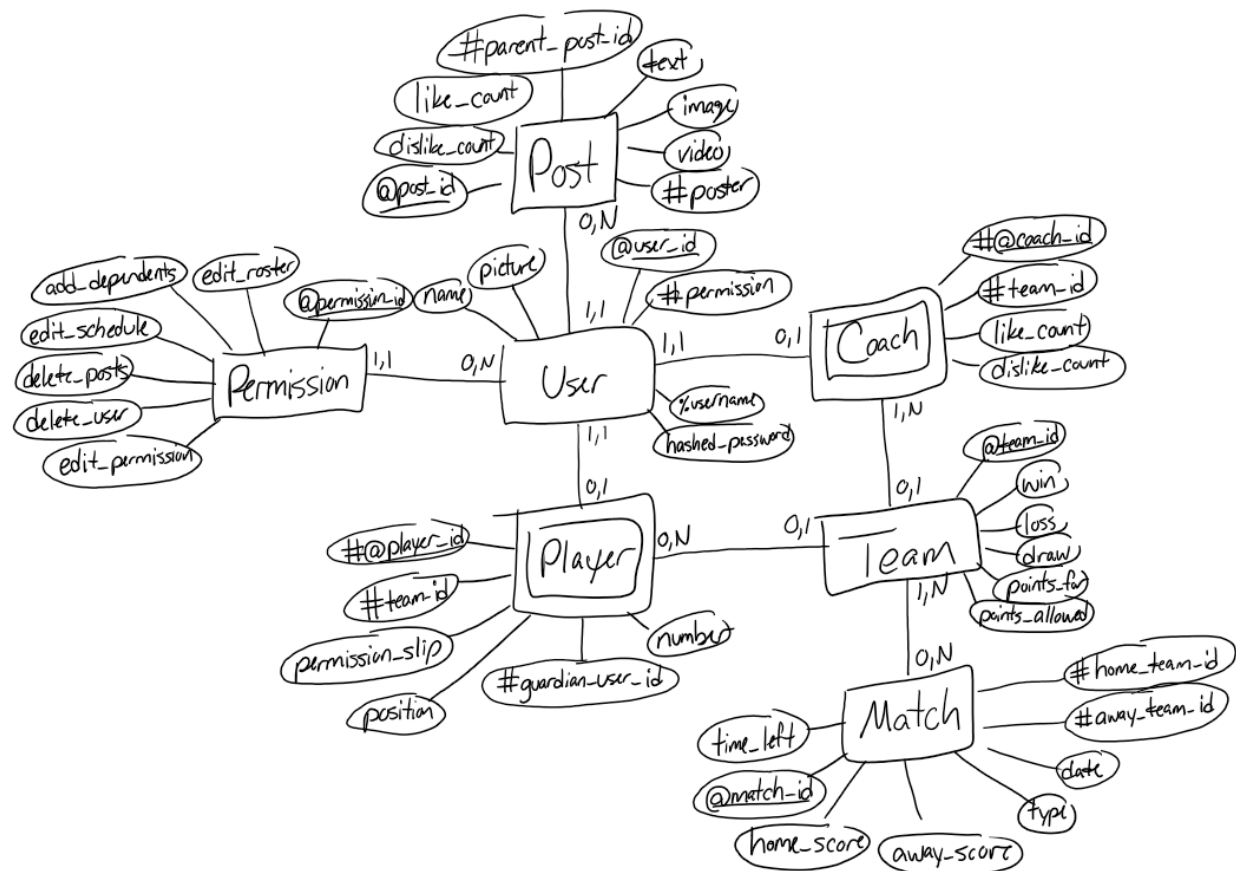 #parent_post_id
text
like_count
image
dislike_count
video
@post_id
#poster
Post
0,N
@user_id
#permission
picture
name
1,1
1,1
User
0,N
1,1
%username
hashed_password
add_dependents
edit_roster
@permission_id
edit_schedule
delete_posts
delete_user
edit_permission
Permission
1,1
#@coach_id
#team_id
like_count
dislike_count
0,1
Coach
1,N
@team_id
win
loss
draw
points_for
points_allowed
0,1
0,1
Team
1,N
0,1
Player
0,N
#@player_id
#team_id
permission_slip
position
#guardian_user_id
number
0,N
Match
#home_team_id
#away_team_id
date
type
time_left
@match_id
home_score
away_score